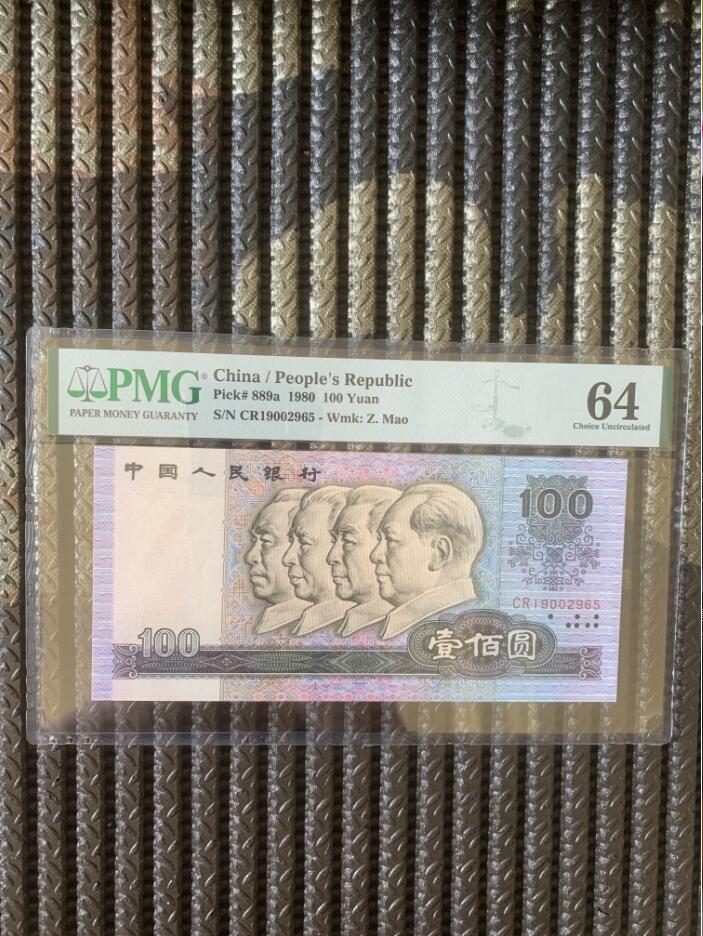 PMG
PAPER MONEY GUARANTY
China / People's Republic
Pick# 889a 1980 100 Yuan
S/N CR19002965 - Wmk: Z. Mao
64
Choice Uncirculated
中国人民银行
100
CR19002965
100
壹佰圆